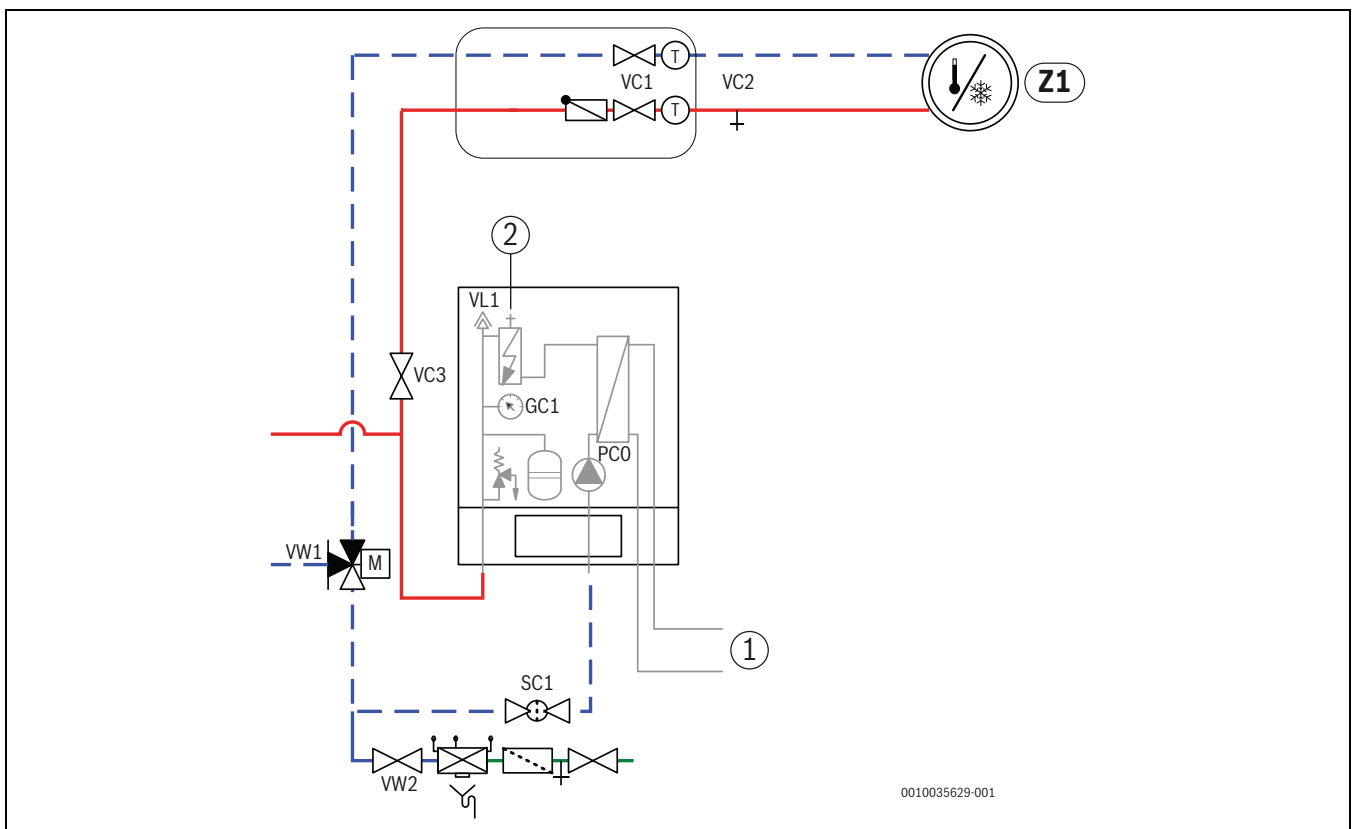 T
VC1
VC2
Z1
T
2
VL1
VC3
GC1
PC0
VW1
M
1
SC1
VW2
0010035629-001